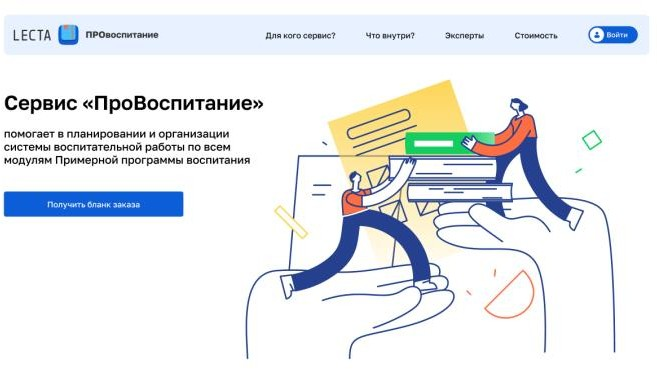 LECTA ПРОвоспитание Для кого сервис? Что внутри? Эксперты Стоимость Войти
Сервис «ПроВоспитание»
помогает в планировании и организации
системы воспитательной работы по всем
модулям Примерной программы воспитания
Получить бланк заказа